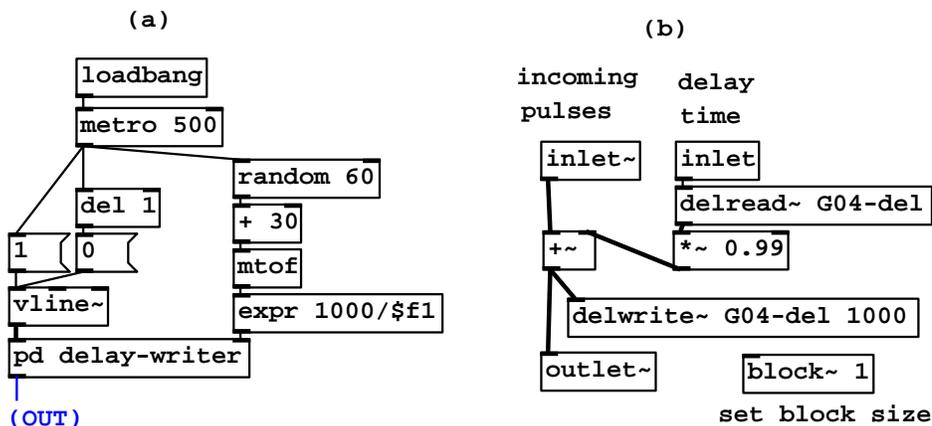 (a)
loadbang
metro 500
random 60
del 1
+ 30
1
0
mtof
vline~
expr 1000/$f1
pd delay-writer
(OUT)
(b)
incoming
pulses
delay
time
inlet~
inlet
delread~ G04-del
+~
*~ 0.99
delwrite~ G04-del 1000
outlet~
block~ 1
set block size